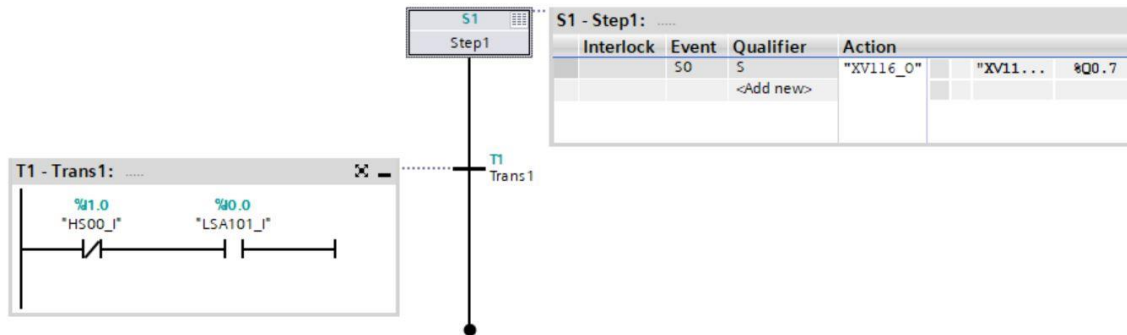 S1
Step1
S1 - Step1: .....
Interlock Event Qualifier Action
S0 S "XV116_O" "XV11... %Q0.7
<Add new>
T1 - Trans1: .....
T1
Trans1
%I1.0 %I0.0
"HS00_I" "LSA101_I"